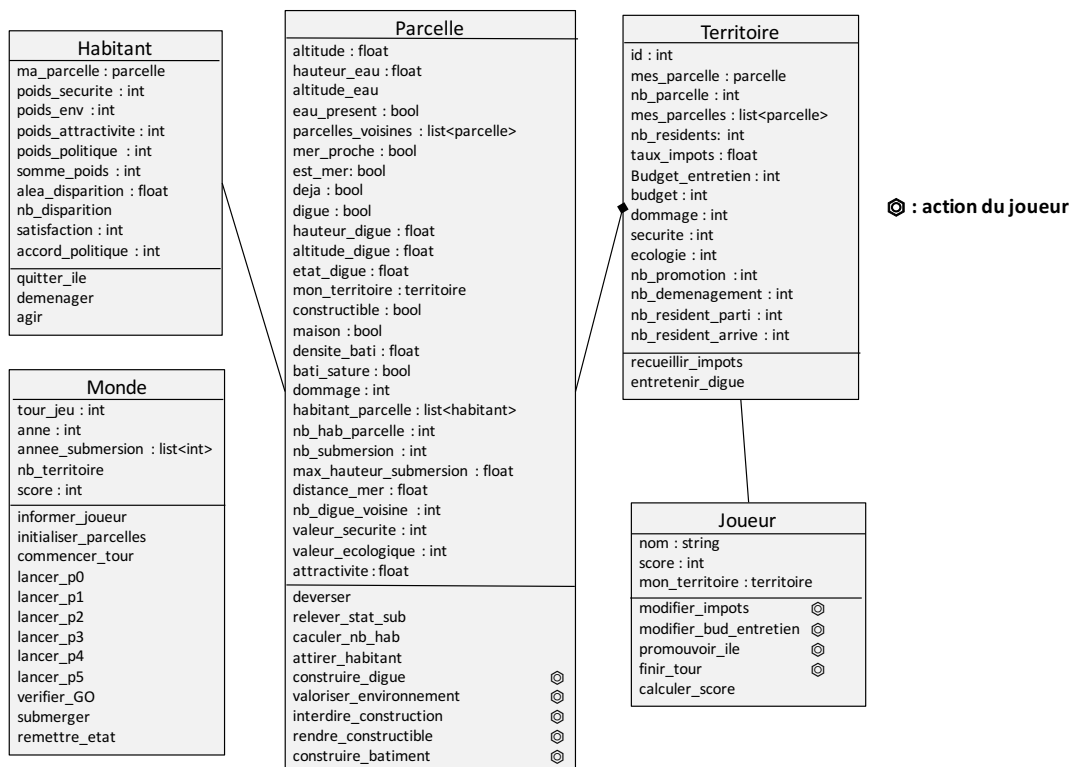 Habitant
ma_parcelle : parcelle
poids_securite : int
poids_env : int
poids_attractivite : int
poids_politique : int
somme_poids : int
alea_disparition : float
nb_disparition
satisfaction : int
accord_politique : int
quitter_ile
demenager
agir
Monde
tour_jeu : int
anne : int
annee_submersion : list<int>
nb_territoire
score : int
informer_joueur
initialiser_parcelles
commencer_tour
lancer_p0
lancer_p1
lancer_p2
lancer_p3
lancer_p4
lancer_p5
verifier_GO
submerger
remettre_etat
Parcelle
altitude : float
hauteur_eau : float
altitude_eau
eau_present : bool
parcelles_voisines : list<parcelle>
mer_proche : bool
est_mer: bool
deja : bool
digue : bool
hauteur_digue : float
altitude_digue : float
etat_digue : float
mon_territoire : territoire
constructible : bool
maison : bool
densite_bati : float
bati_sature : bool
dommage : int
habitant_parcelle : list<habitant>
nb_hab_parcelle : int
nb_submersion : int
max_hauteur_submersion : float
distance_mer : float
nb_digue_voisine : int
valeur_securite : int
valeur_ecologique : int
attractivite : float
deverser
relever_stat_sub
caculer_nb_hab
attirer_habitant
construire_digue
valoriser_environnement
interdire_construction
rendre_constructible
construire_batiment
Territoire
id : int
mes_parcelle : parcelle
nb_parcelle : int
mes_parcelles : list<parcelle>
nb_residents: int
taux_impots : float
Budget_entretien : int
budget : int
dommage : int
securite : int
ecologie : int
nb_promotion : int
nb_demenagement : int
nb_resident_parti : int
nb_resident_arrive : int
recueillir_impots
entretenir_digue
Joueur
nom : string
score : int
mon_territoire : territoire
modifier_impots
modifier_bud_entretien
promouvoir_ile
finir_tour
calculer_score
: action du joueur